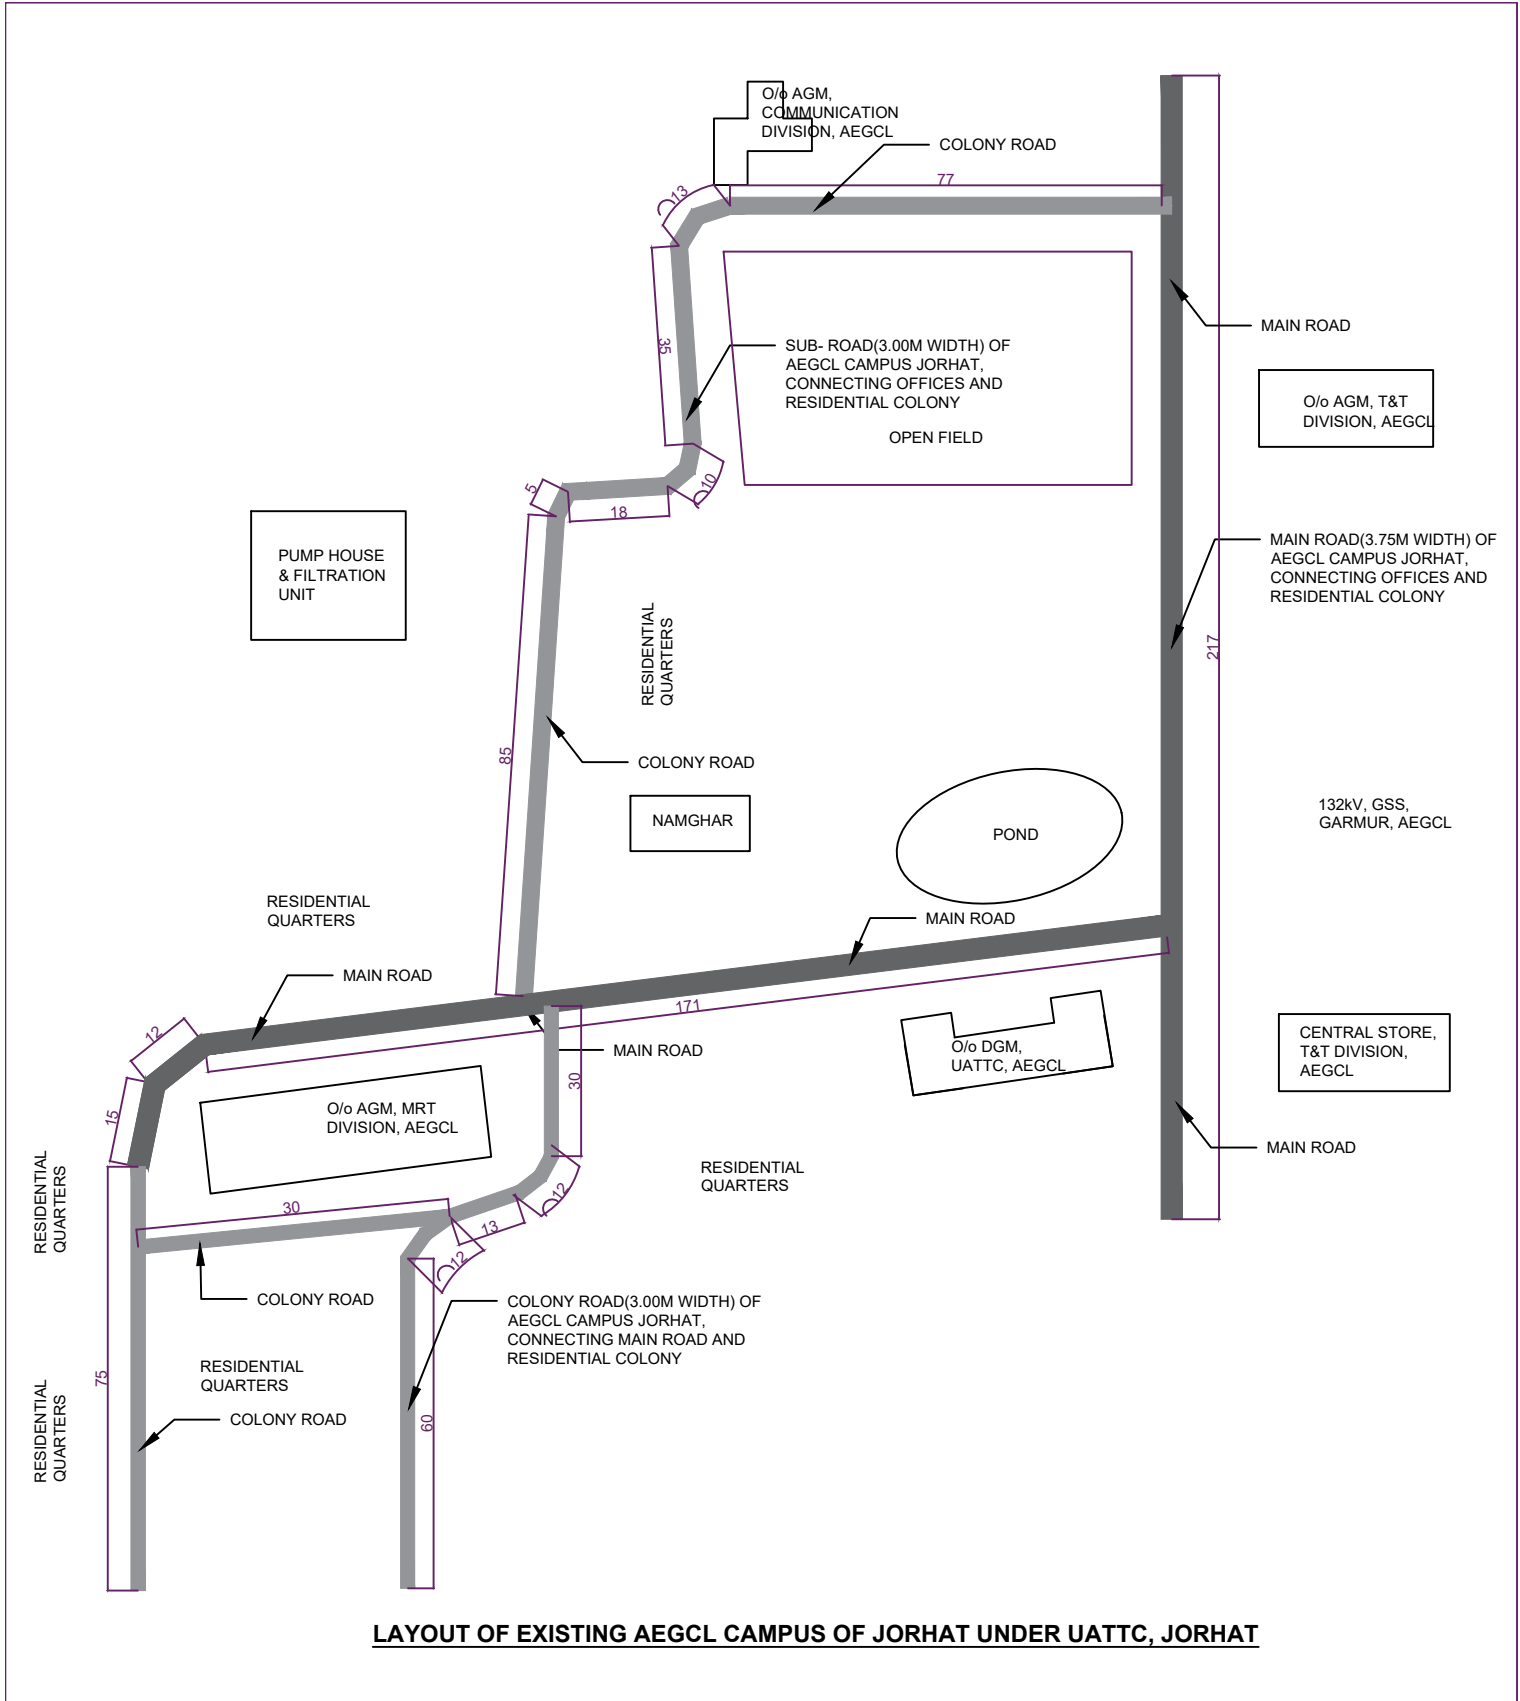 O/o AGM,
COMMUNICATION
DIVISION, AEGCL
COLONY ROAD
77
13
MAIN ROAD
35
SUB- ROAD(3.00M WIDTH) OF
AEGCL CAMPUS JORHAT,
CONNECTING OFFICES AND
RESIDENTIAL COLONY
OPEN FIELD
O/o AGM, T&T
DIVISION, AEGCL
10
5
18
PUMP HOUSE
& FILTRATION
UNIT
MAIN ROAD(3.75M WIDTH) OF
AEGCL CAMPUS JORHAT,
CONNECTING OFFICES AND
RESIDENTIAL COLONY
RESIDENTIAL
QUARTERS
217
85
COLONY ROAD
NAMGHAR
POND
132kV, GSS,
GARMUR, AEGCL
RESIDENTIAL
QUARTERS
MAIN ROAD
MAIN ROAD
171
12
MAIN ROAD
O/o DGM,
UATTC, AEGCL
CENTRAL STORE,
T&T DIVISION,
AEGCL
15
O/o AGM, MRT
DIVISION, AEGCL
30
MAIN ROAD
RESIDENTIAL
QUARTERS
RESIDENTIAL
QUARTERS
12
30
13
12
COLONY ROAD
COLONY ROAD(3.00M WIDTH) OF
AEGCL CAMPUS JORHAT,
CONNECTING MAIN ROAD AND
RESIDENTIAL COLONY
75
RESIDENTIAL
QUARTERS
COLONY ROAD
60
RESIDENTIAL
QUARTERS
LAYOUT OF EXISTING AEGCL CAMPUS OF JORHAT UNDER UATTC, JORHAT